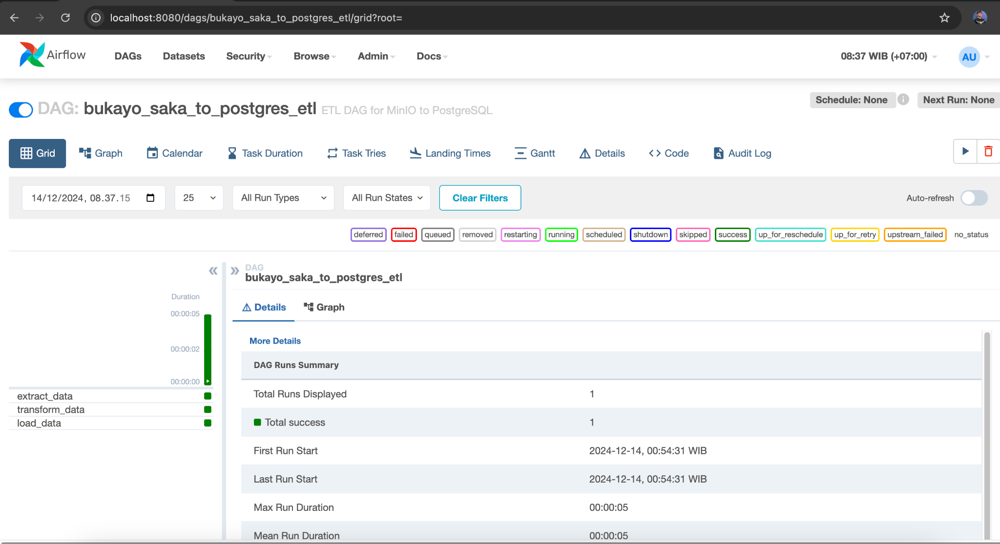 localhost:8080/dags/bukayo_saka_to_postgres_etl/grid?root=
Airflow DAGs Datasets Security Browse Admin Docs 08:37 WIB (+07:00) AU
Schedule: None i Next Run: None
DAG: bukayo_saka_to_postgres_etl ETL DAG for MinIO to PostgreSQL
Grid Graph Calendar Task Duration Task Tries Landing Times Gantt Details Code Audit Log
14/12/2024, 08.37.15 25 All Run Types All Run States Clear Filters Auto-refresh
deferred failed queued removed restarting running scheduled shutdown skipped success up_for_reschedule up_for_retry upstream_failed no_status
Duration
00:00:05
00:00:02
00:00:00
extract_data
transform_data
load_data
DAG
bukayo_saka_to_postgres_etl
Details Graph
More Details
DAG Runs Summary
Total Runs Displayed 1
Total success 1
First Run Start 2024-12-14, 00:54:31 WIB
Last Run Start 2024-12-14, 00:54:31 WIB
Max Run Duration 00:00:05
Mean Run Duration 00:00:05